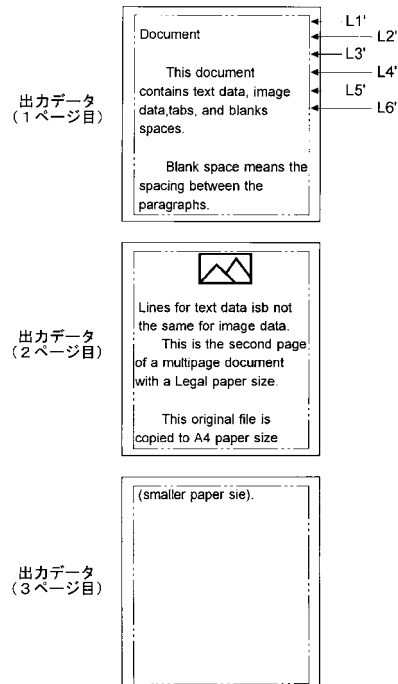 出力データ
(1ページ目)
Document
This document
contains text data, image
data,tabs, and blanks
spaces.
Blank space means the
spacing between the
paragraphs.
L1'
L2'
L3'
L4'
L5'
L6'
出力データ
(2ページ目)
Lines for text data isb not
the same for image data.
This is the second page
of a multipage document
with a Legal paper size.
This original file is
copied to A4 paper size
出力データ
(3ページ目)
(smaller paper sie).